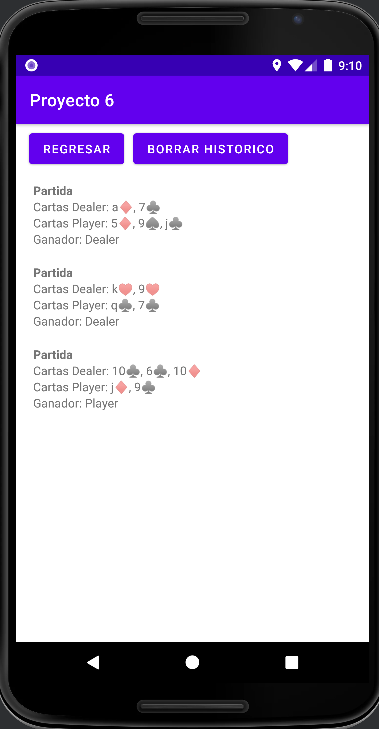 9:10
Proyecto 6
REGRESAR BORRAR HISTORICO
Partida
Cartas Dealer: a♦, 7♣
Cartas Player: 5♦, 9♠, j♣
Ganador: Dealer
Partida
Cartas Dealer: k♥, 9♥
Cartas Player: q♣, 7♣
Ganador: Dealer
Partida
Cartas Dealer: 10♣, 6♣, 10♦
Cartas Player: j♦, 9♣
Ganador: Player